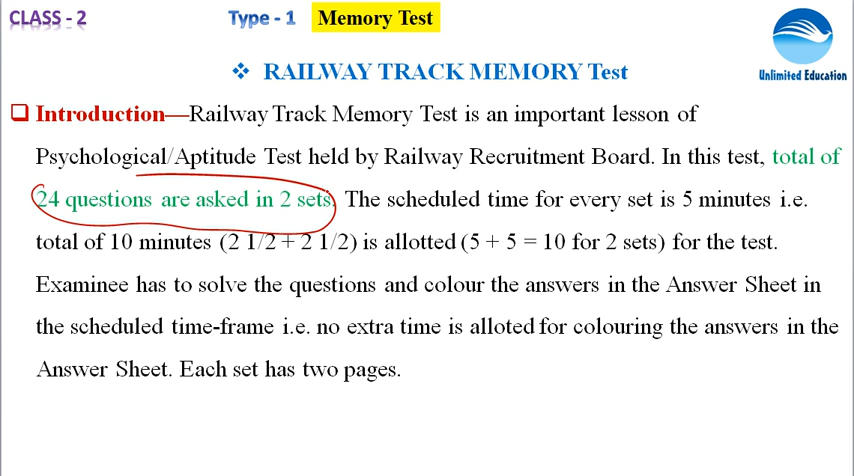 CLASS - 2
Type - 1 Memory Test
❖ RAILWAY TRACK MEMORY Test
Unlimited Education
❑ Introduction—Railway Track Memory Test is an important lesson of
Psychological/Aptitude Test held by Railway Recruitment Board. In this test, total of
24 questions are asked in 2 sets. The scheduled time for every set is 5 minutes i.e.
total of 10 minutes (2 1/2 + 2 1/2) is allotted (5 + 5 = 10 for 2 sets) for the test.
Examinee has to solve the questions and colour the answers in the Answer Sheet in
the scheduled time-frame i.e. no extra time is alloted for colouring the answers in the
Answer Sheet. Each set has two pages.